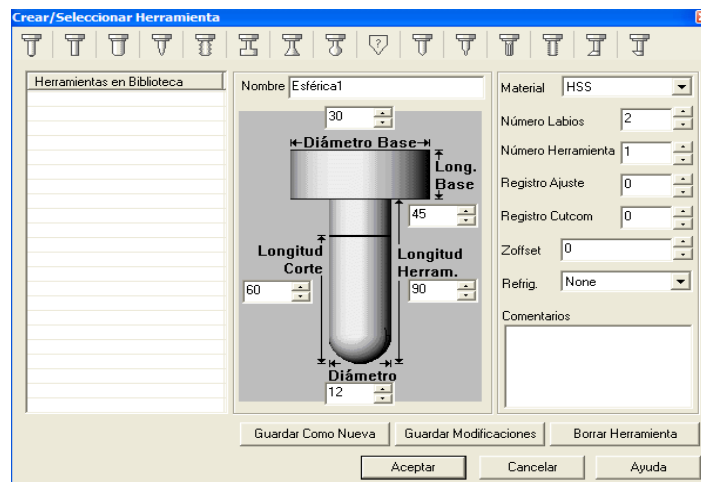 Crear/Seleccionar Herramienta
?
Herramientas en Biblioteca
Nombre Esférica1
30
Diámetro Base
Long.
Base
45
Longitud
Corte
60
Longitud
Herram.
90
Diámetro
12
Material HSS
Número Labios 2
Número Herramienta 1
Registro Ajuste 0
Registro Cutcom 0
Zoffset 0
Refrig. None
Comentarios
Guardar Como Nueva Guardar Modificaciones Borrar Herramienta
Aceptar Cancelar Ayuda